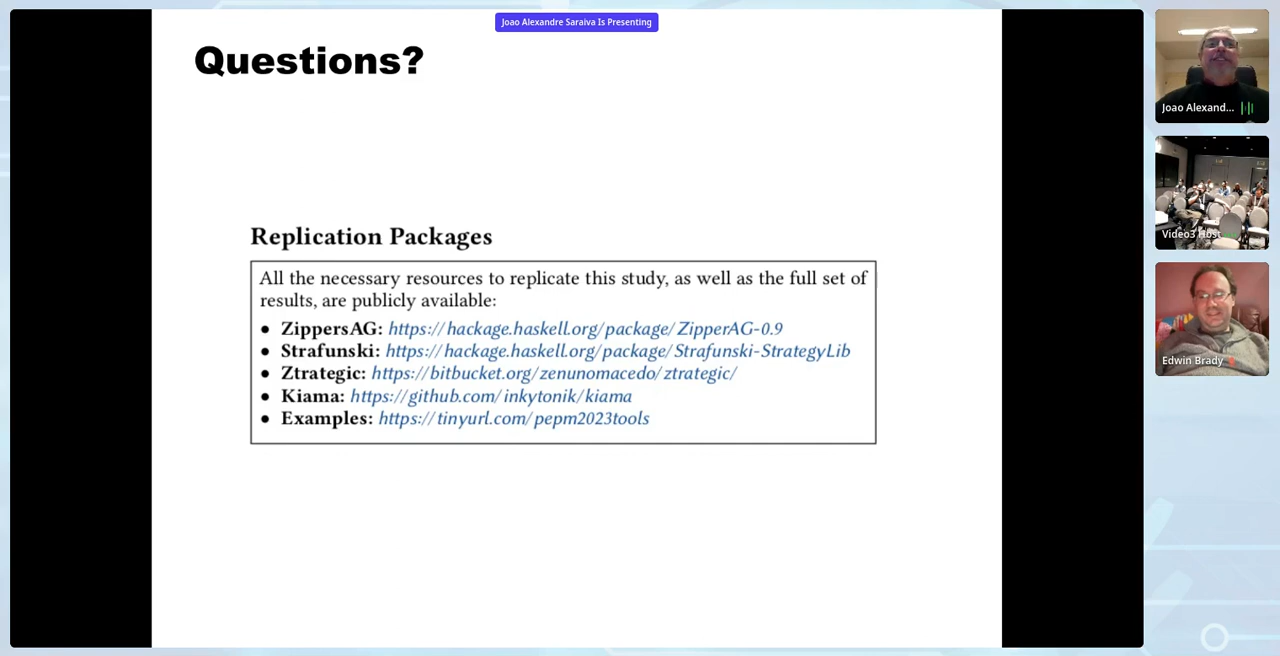 Joao Alexandre Saraiva Is Presenting
Questions?
Replication Packages
All the necessary resources to replicate this study, as well as the full set of
results, are publicly available:
● ZippersAG: https://hackage.haskell.org/package/ZipperAG-0.9
● Strafunski: https://hackage.haskell.org/package/Strafunski-StrategyLib
● Ztrategic: https://bitbucket.org/zenunomacedo/ztrategic/
● Kiama: https://github.com/inkytonik/kiama
● Examples: https://tinyurl.com/pepm2023tools
Joao Alexand...
Video3 Host
Edwin Brady